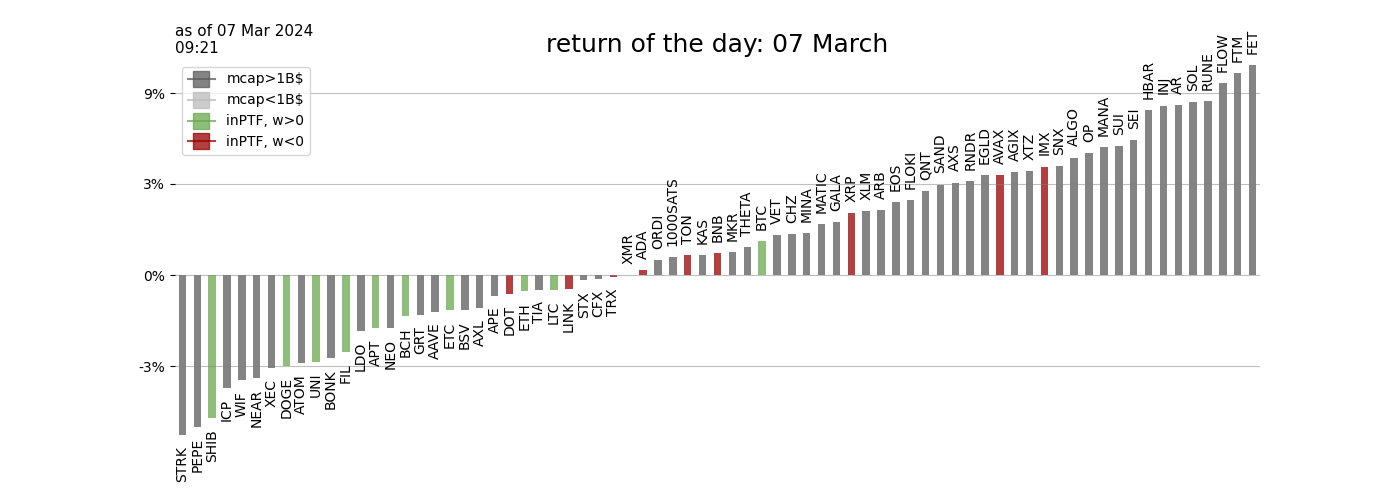 as of 07 Mar 2024
09:21
return of the day: 07 March
mcap>1B$
mcap<1B$
inPTF, w>0
inPTF, w<0
9%
3%
0%
-3%
STRK
PEPE
SHIB
ICP
WIF
NEAR
XEC
DOGE
ATOM
UNI
BONK
FIL
LDO
APT
NEO
BCH
GRT
AAVE
ETC
BSV
AXL
APE
DOT
ETH
TIA
LTC
LINK
STX
CFX
TRX
XMR
ADA
ORDI
1000SATS
TON
KAS
BNB
MKR
THETA
BTC
VET
CHZ
MINA
MATIC
GALA
XRP
XLM
ARB
EOS
FLOKI
QNT
SAND
AXS
RNDR
EGLD
AVAX
AGIX
XTZ
IMX
SNX
ALGO
OP
MANA
SUI
SEI
HBAR
INJ
AR
SOL
RUNE
FLOW
FTM
FET